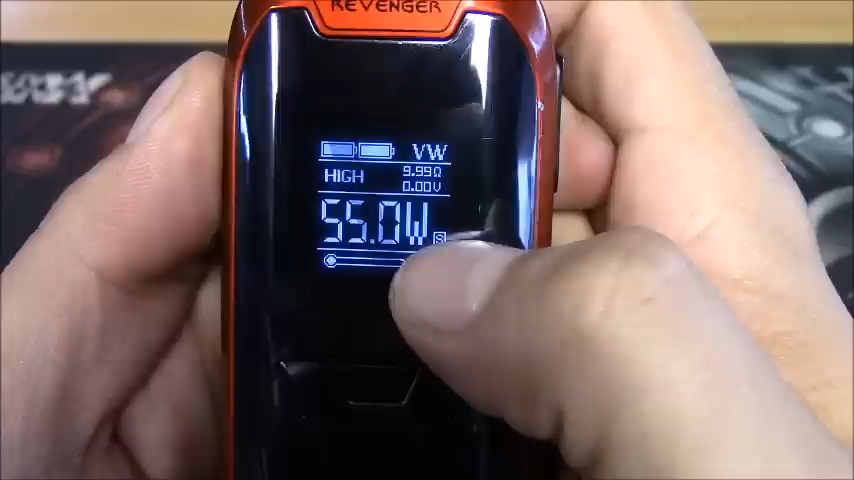 REVENGER
VW
HIGH 9.99Ω
0.00V
55.0W S